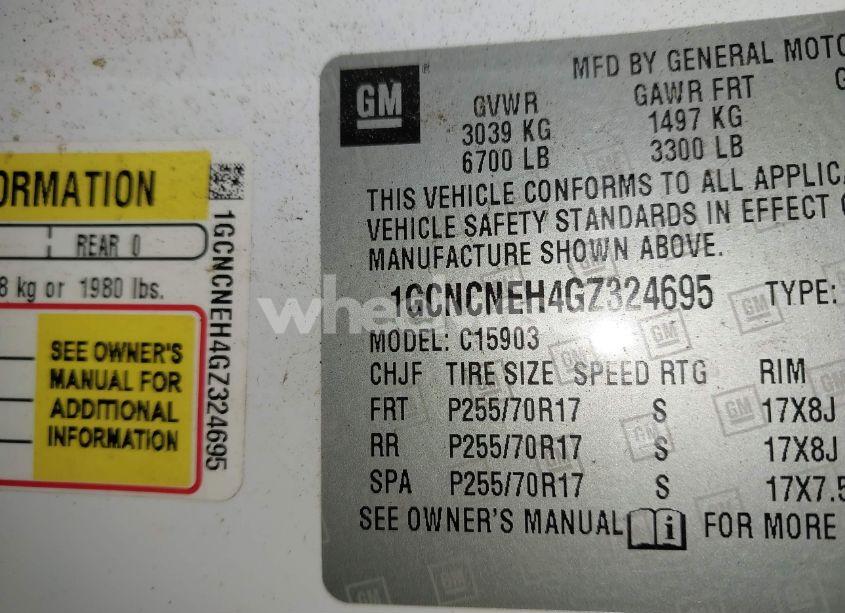 ORMATION
REAR 0
8 kg or 1980 lbs.
SEE OWNER'S
MANUAL FOR
ADDITIONAL
INFORMATION
1GCNCNEH4GZ324695
GM
MFD BY GENERAL MOTO
GVWR GAWR FRT G
3039 KG 1497 KG
6700 LB 3300 LB
THIS VEHICLE CONFORMS TO ALL APPLICA
VEHICLE SAFETY STANDARDS IN EFFECT
MANUFACTURE SHOWN ABOVE.
1GCNCNEH4GZ324695 TYPE:
MODEL: C15903
CHJF TIRE SIZE SPEED RTG RIM
FRT P255/70R17 S 17X8J
RR P255/70R17 S 17X8J
SPA P255/70R17 S 17X7.5
SEE OWNER'S MANUAL i FOR MORE